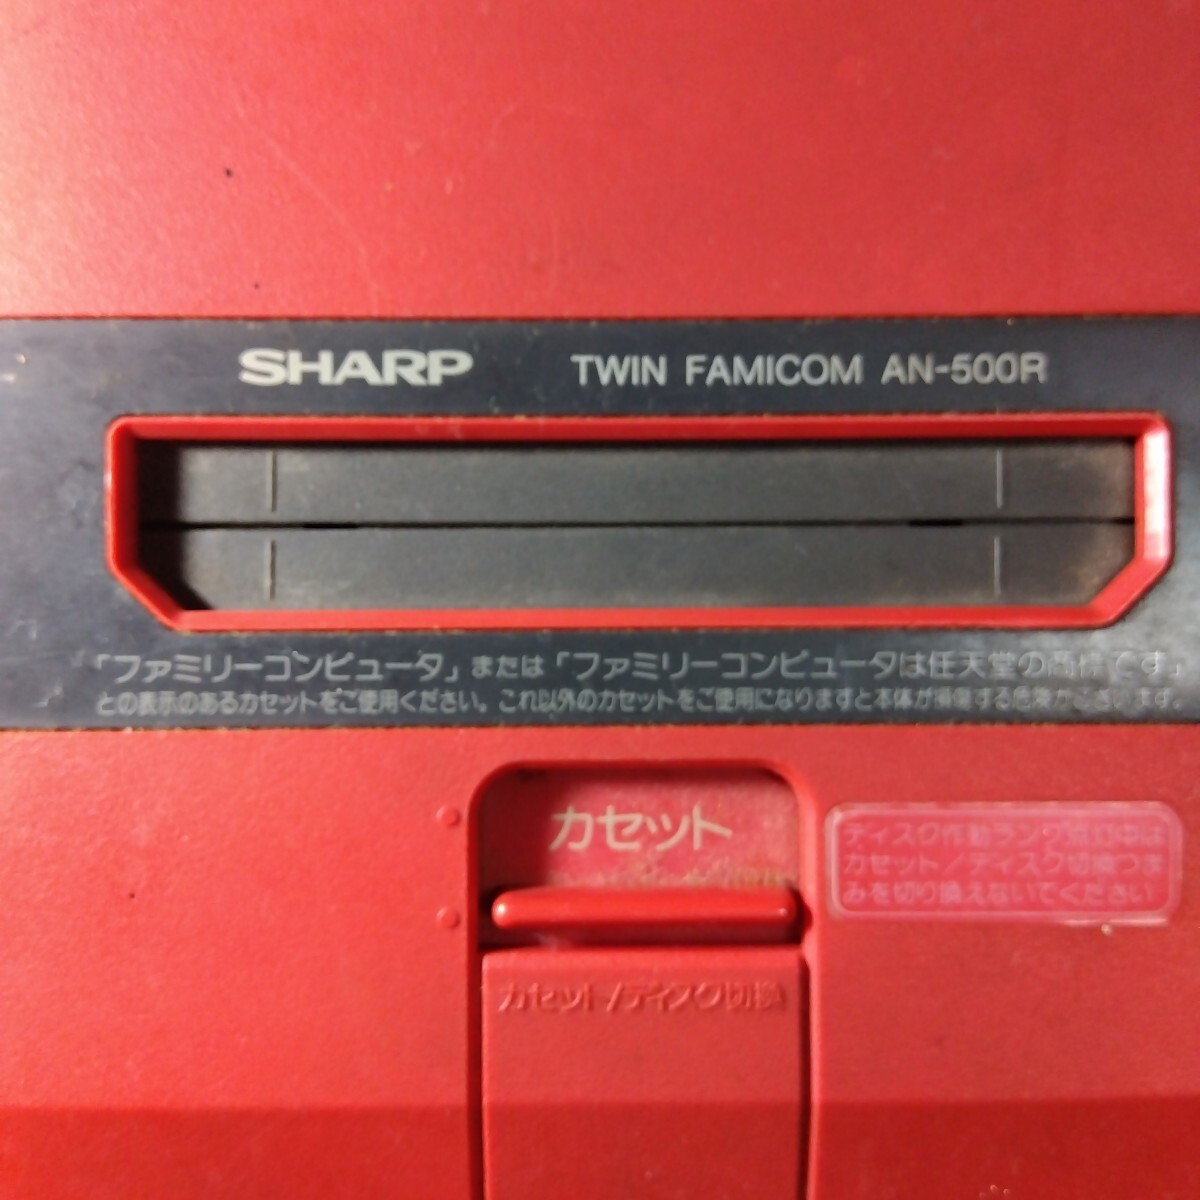 SHARP TWIN FAMICOM AN-500R
「ファミリーコンピュータ」または「ファミリーコンピュータは任天堂の商標です」
との表示のあるカセットをご使用ください。これ以外のカセットをご使用になりますと本体が損傷する危険がございます。
カセット
ディスク作動ランプ点灯中は
カセット/ディスク切換つま
みを切り換えないでください
カセット/ディスク切換